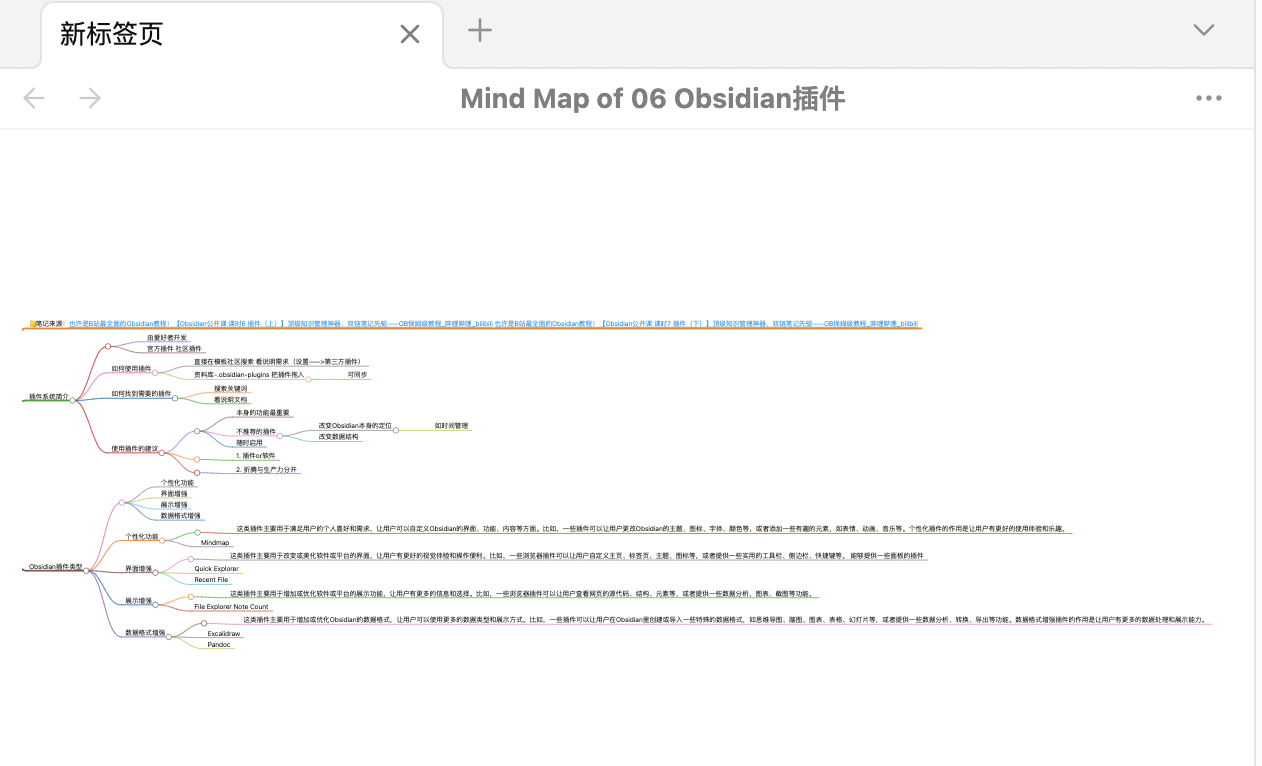 新标签页
Mind Map of 06 Obsidian插件
笔记来源：也许是B站最全面的Obsidian教程！【Obsidian公开课 课时6 插件（上）】顶级知识管理神器、双链笔记先驱——OB保姆级教程_哔哩哔哩_bilibili 也许是B站最全面的Obsidian教程！【Obsidian公开课 课时7 插件（下）】顶级知识管理神器、双链笔记先驱——OB保姆级教程_哔哩哔哩_bilibili
插件系统简介
由爱好者开发
官方插件 社区插件
如何使用插件
直接在模板社区搜索 看说明需求（设置——>第三方插件）
资料库-.obsidian-plugins 把插件拖入
可同步
如何找到需要的插件
搜索关键词
看说明文档
使用插件的建议
本身的功能最重要
不推荐的插件
改变Obsidian本身的定位
如时间管理
改变数据结构
随时启用
1. 插件or软件
2. 折腾与生产力分开
Obsidian插件类型
个性化功能
界面增强
展示增强
数据格式增强
个性化功能
这类插件主要用于满足用户的个人喜好和需求，让用户可以自定义Obsidian的界面、功能、内容等方面。比如，一些插件可以让用户更改Obsidian的主题、图标、字体、颜色等，或者添加一些有趣的元素，如表情、动画、音乐等。个性化插件的作用是让用户有更好的使用体验和乐趣。
Mindmap
界面增强
这类插件主要用于改变或美化软件或平台的界面，让用户有更好的视觉体验和操作便利。比如，一些浏览器插件可以让用户自定义主页、标签页、主题、图标等，或者提供一些实用的工具栏、侧边栏、快捷键等。 能够提供一些面板的插件
Quick Explorer
Recent File
展示增强
这类插件主要用于增加或优化软件或平台的展示功能，让用户有更多的信息和选择。比如，一些浏览器插件可以让用户查看网页的源代码、结构、元素等，或者提供一些数据分析、图表、截图等功能。
File Explorer Note Count
数据格式增强
这类插件主要用于增加或优化Obsidian的数据格式，让用户可以使用更多的数据类型和展示方式。比如，一些插件可以让用户在Obsidian里创建或导入一些特殊的数据格式，如思维导图、脑图、图表、表格、幻灯片等，或者提供一些数据分析、转换、导出等功能。数据格式增强插件的作用是让用户有更多的数据处理和展示能力。
Excalidraw
Pandoc